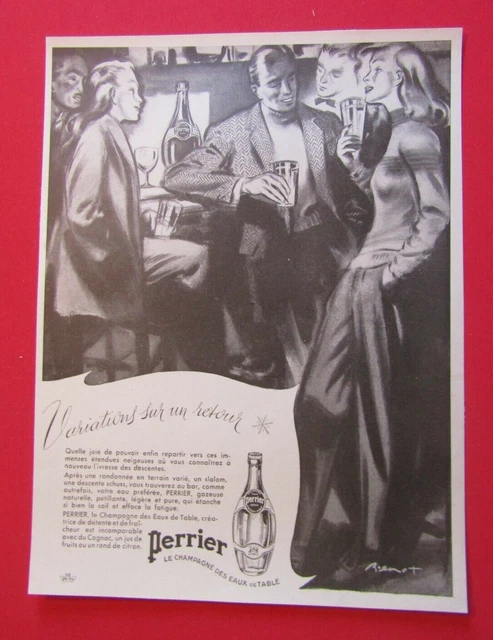 Variations sur un retour
Quelle joie de pouvoir enfin repartir vers ces im-
menses étendues neigeuses où vous connaîtrez à
nouveau l'ivresse des descentes.
Après une randonnée en terrain varié, un slalom,
une descente schuss, vous trouverez au bar, comme
autrefois, votre eau préférée, PERRIER, gazeuse
naturelle, pétillante, légère et pure, qui étanche
si bien la soif et efface la fatigue.
PERRIER, le Champagne des Eaux de Table, créa-
trice de détente et de fraî-
cheur est incomparable
avec du Cognac, un jus de
fruits ou un rond de citron.
Perrier
Perrier
LE CHAMPAGNE DES EAUX DE TABLE
Brenot